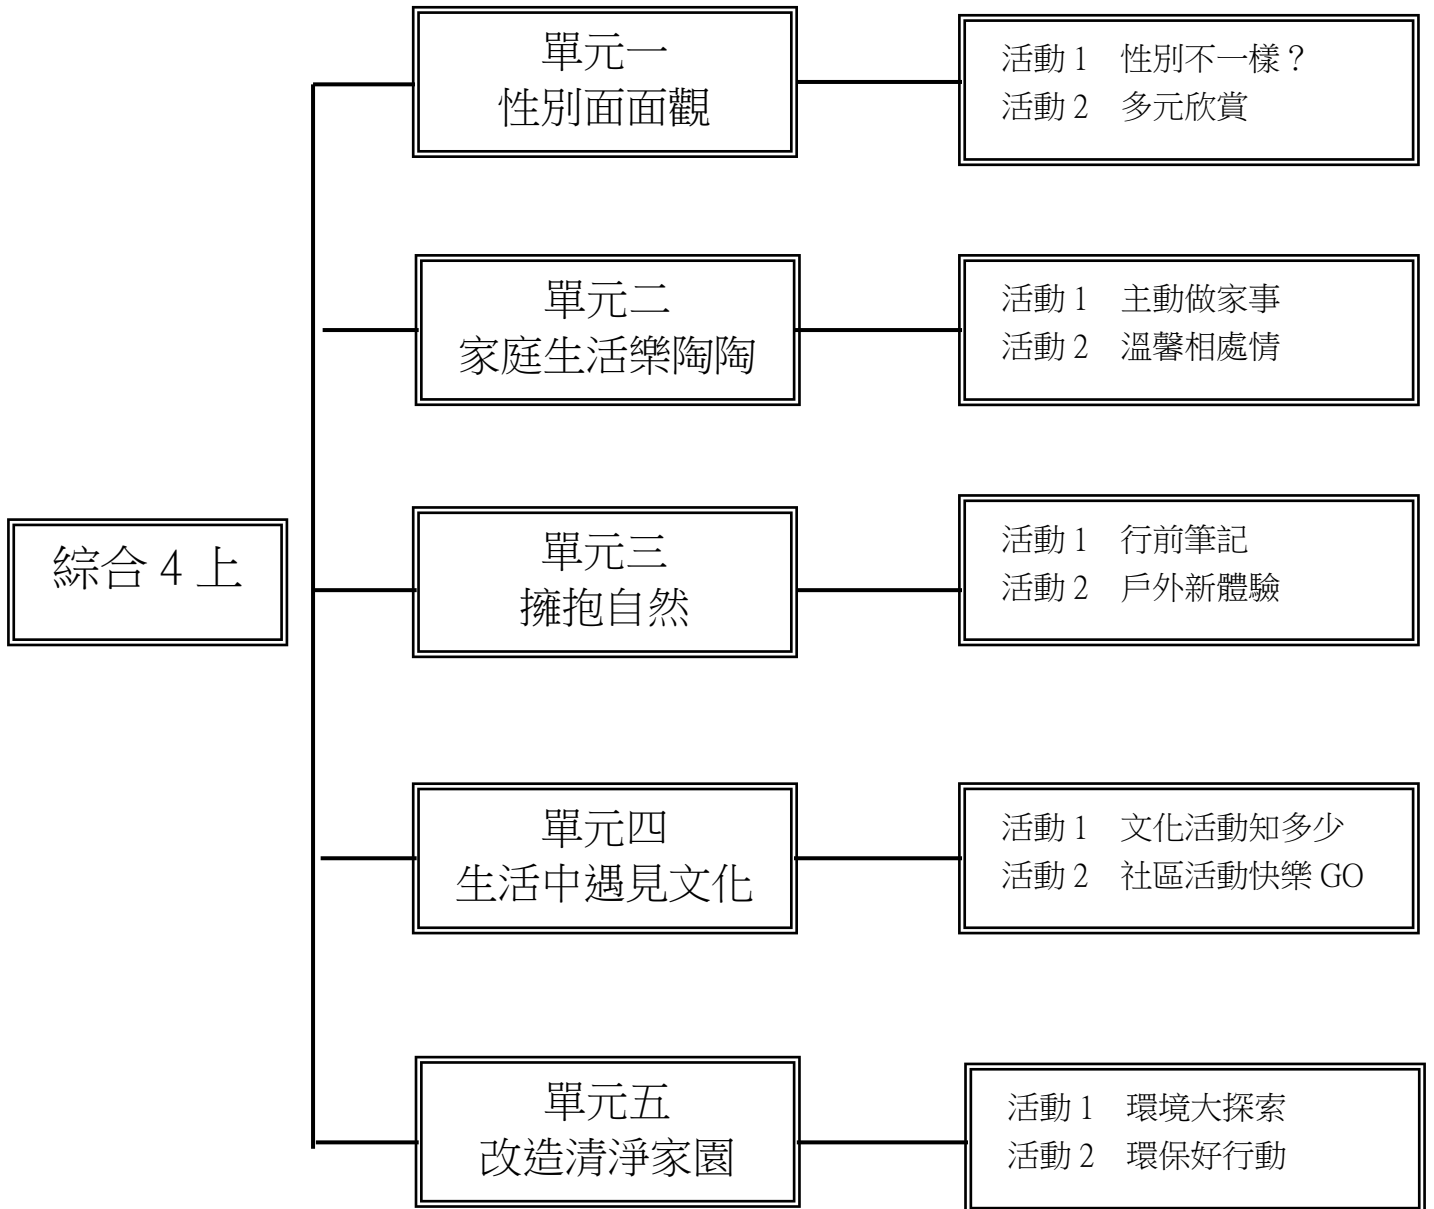 單元一
性別面面觀
活動 1　性別不一樣？
活動 2　多元欣賞
單元二
家庭生活樂陶陶
活動 1　主動做家事
活動 2　溫馨相處情
綜合 4 上
單元三
擁抱自然
活動 1　行前筆記
活動 2　戶外新體驗
單元四
生活中遇見文化
活動 1　文化活動知多少
活動 2　社區活動快樂 GO
單元五
改造清淨家園
活動 1　環境大探索
活動 2　環保好行動